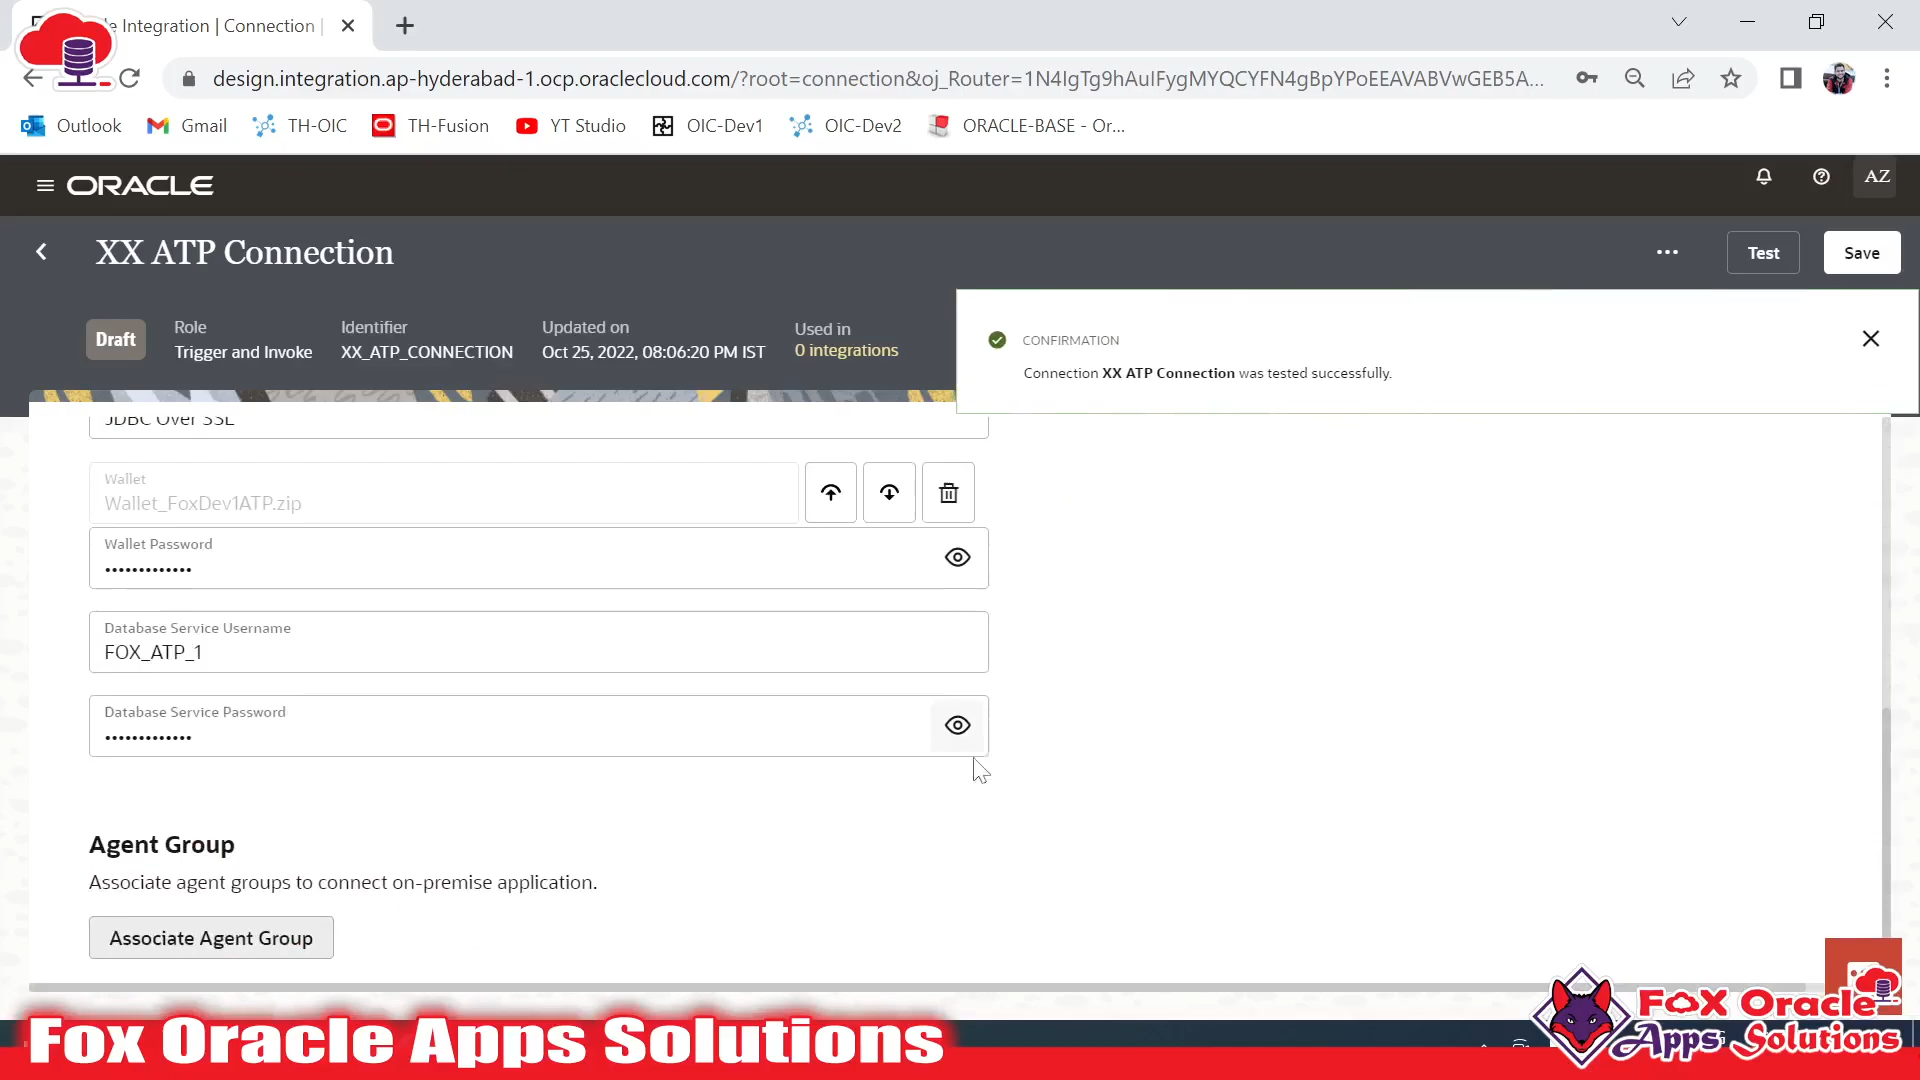 Integration | Connection |
design.integration.ap-hyderabad-1.ocp.oraclecloud.com/?root=connection&oj_Router=1N4IgTg9hAuIFygMYQCYFN4gBpYPoEEAVABVwGEB5A...
Outlook Gmail TH-OIC TH-Fusion YT Studio OIC-Dev1 OIC-Dev2 ORACLE-BASE - Or...
ORACLE AZ
XX ATP Connection Test Save
Draft
Role
Trigger and Invoke
Identifier
XX_ATP_CONNECTION
Updated on
Oct 25, 2022, 08:06:20 PM IST
Used in
0 integrations
CONFIRMATION
Connection XX ATP Connection was tested successfully.
JDBC Over SSL
Wallet
Wallet_FoxDev1ATP.zip
Wallet Password
•••••••••••••
Database Service Username
FOX_ATP_1
Database Service Password
•••••••••••••
Agent Group
Associate agent groups to connect on-premise application.
Associate Agent Group
Fox Oracle Apps Solutions
Fox Oracle
Apps Solutions